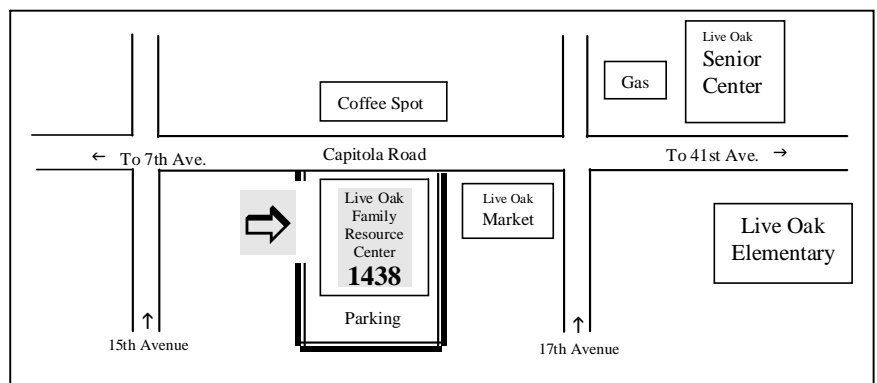 Live Oak
Senior
Center
Gas
Coffee Spot
← To 7th Ave.
Capitola Road
To 41st Ave. →
Live Oak
Family
Resource
Center
1438
Live Oak
Market
Live Oak
Elementary
Parking
↑
15th Avenue
↑
17th Avenue